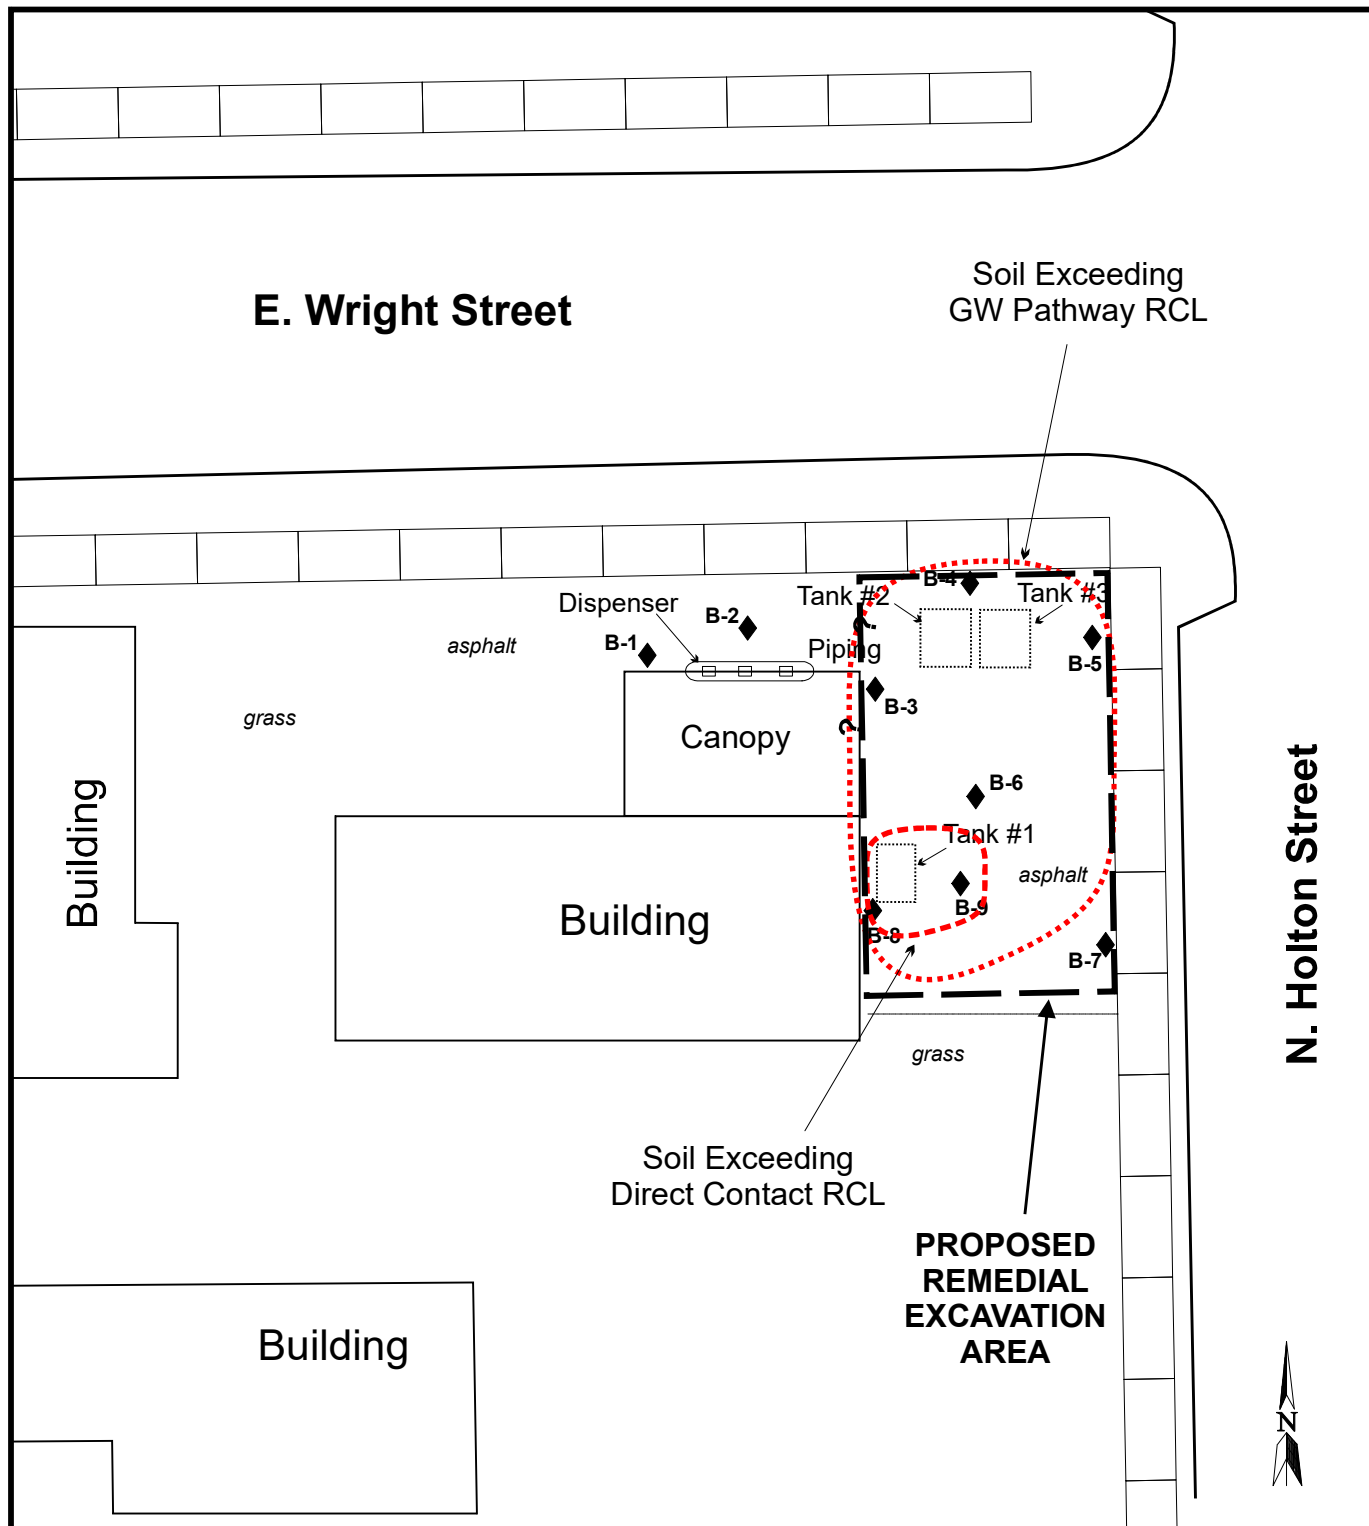 Soil Exceeding
GW Pathway RCL
E. Wright Street
B-4
Tank #2
Tank #3
Dispenser
B-2
?
B-1
asphalt
Piping
B-5
B-3
grass
?
Canopy
B-6
Tank #1
Building
asphalt
Building
B-9
B-8
B-7
N. Holton Street
grass
Soil Exceeding
Direct Contact RCL
PROPOSED
REMEDIAL
EXCAVATION
AREA
Building
N